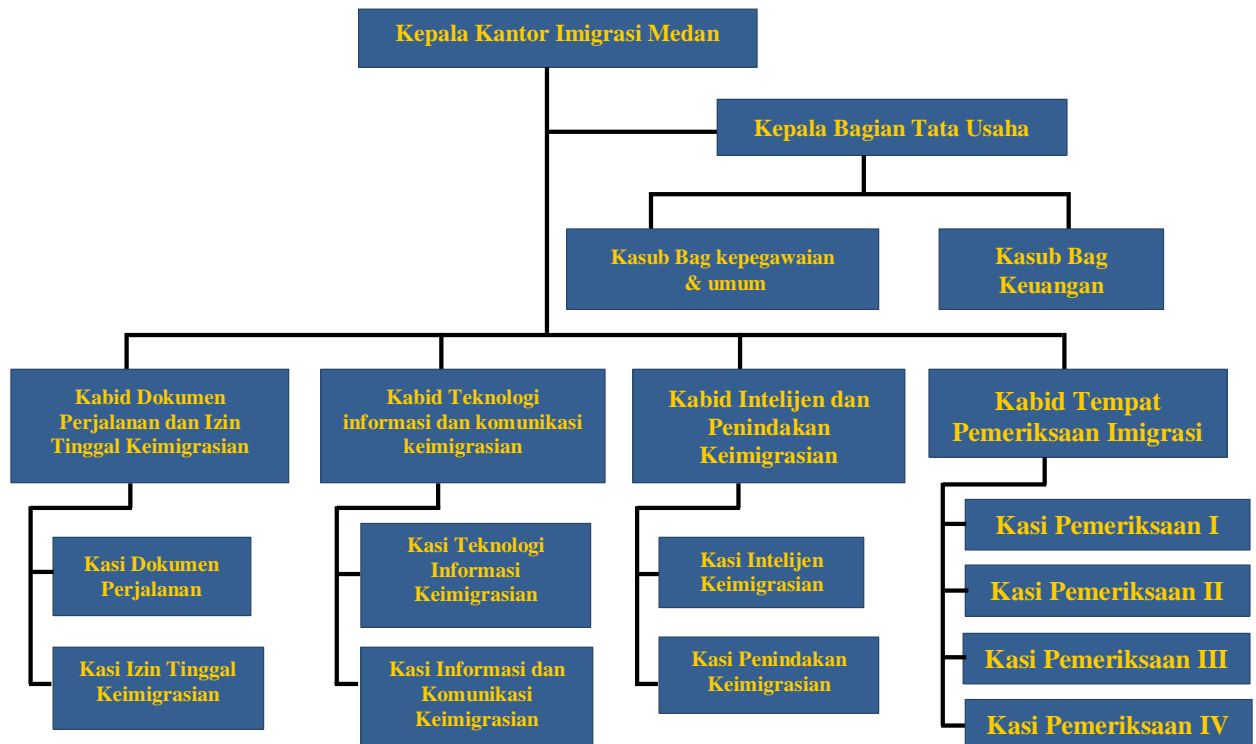 Kepala Kantor Imigrasi Medan
Kepala Bagian Tata Usaha
Kasub Bag kepegawaian
& umum
Kasub Bag
Keuangan
Kabid Dokumen
Perjalanan dan Izin
Tinggal Keimigrasian
Kabid Teknologi
informasi dan komunikasi
keimigrasian
Kabid Intelijen dan
Penindakan
Keimigrasian
Kabid Tempat
Pemeriksaan Imigrasi
Kasi Dokumen
Perjalanan
Kasi Izin Tinggal
Keimigrasian
Kasi Teknologi
Informasi
Keimigrasian
Kasi Informasi dan
Komunikasi
Keimigrasian
Kasi Intelijen
Keimigrasian
Kasi Penindakan
Keimigrasian
Kasi Pemeriksaan I
Kasi Pemeriksaan II
Kasi Pemeriksaan III
Kasi Pemeriksaan IV